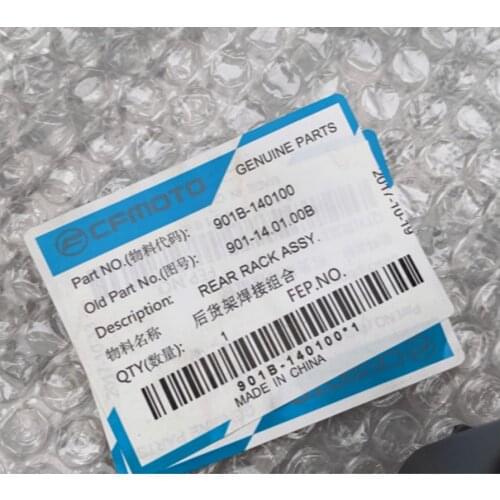 CFMOTO GENUINE PARTS
Part NO.(物料代码): 901B-140100
Old Part No.(图号): 901-14.01.00B
Description: REAR RACK ASSY.
物料名称 后货架焊接组合
QTY(数量): 1 FEP.NO.
2017-10-19
901B-140100*1
MADE IN CHINA